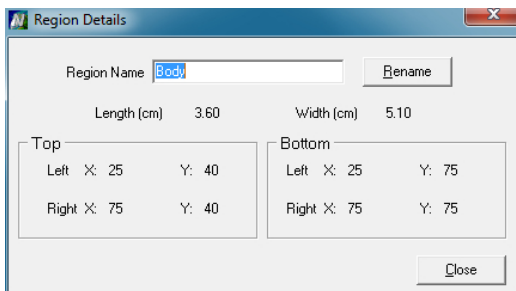 Region Details
Region Name Body Rename
Length (cm) 3.60 Width (cm) 5.10
Top
Left X: 25 Y: 40
Right X: 75 Y: 40
Bottom
Left X: 25 Y: 75
Right X: 75 Y: 75
Close